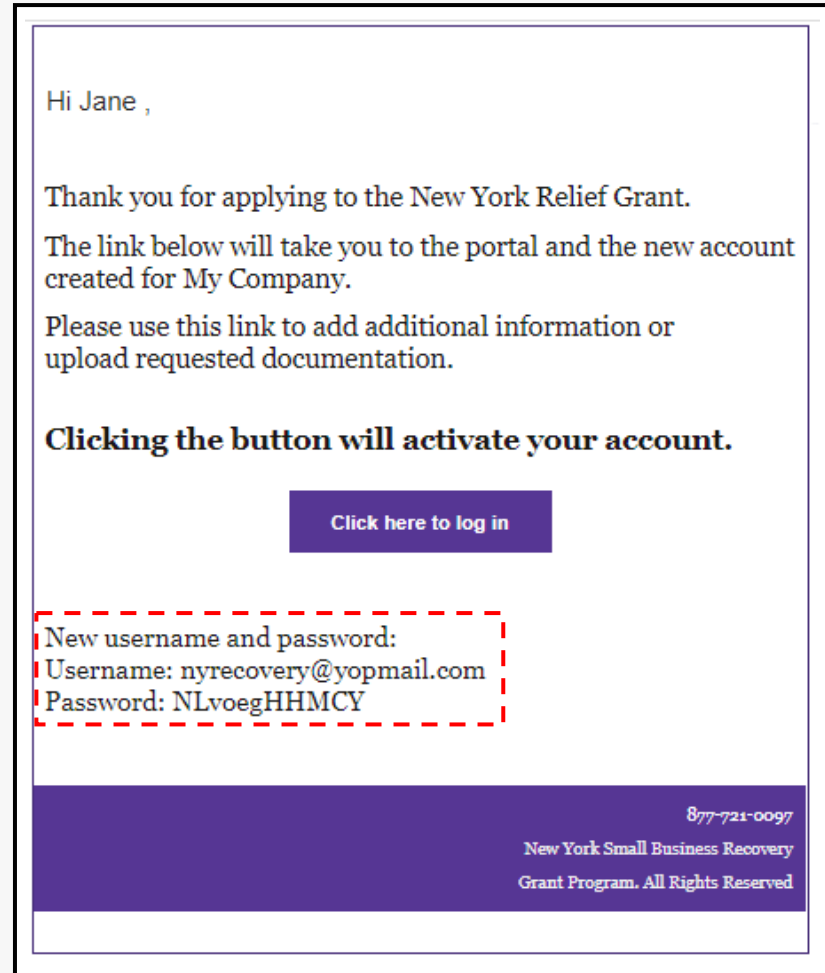 Hi Jane ,
Thank you for applying to the New York Relief Grant.
The link below will take you to the portal and the new account
created for My Company.
Please use this link to add additional information or
upload requested documentation.
Clicking the button will activate your account.
Click here to log in
New username and password:
Username: nyrecovery@yopmail.com
Password: NLvoegHHMCY
877-721-0097
New York Small Business Recovery
Grant Program. All Rights Reserved